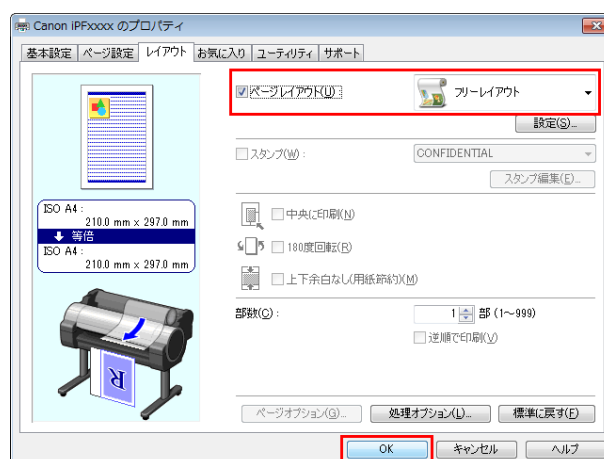 Canon iPFxxxx のプロパティ
基本設定 ページ設定 レイアウト お気に入り ユーティリティ サポート
ページレイアウト(U) : フリーレイアウト
設定(S)...
スタンプ(W) : CONFIDENTIAL
スタンプ編集(E)...
ISO A4 :
210.0 mm x 297.0 mm
等倍
ISO A4 :
210.0 mm x 297.0 mm
中央に印刷(N)
180度回転(R)
上下余白なし(用紙節約)(M)
部数(C) : 1 部 (1～999)
逆順で印刷(V)
R
ページオプション(G)... 処理オプション(L)... 標準に戻す(F)
OK キャンセル ヘルプ